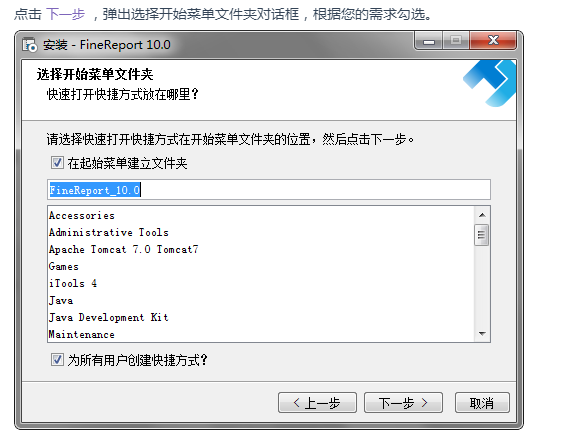 点击 下一步 ，弹出选择开始菜单文件夹对话框，根据您的需求勾选。
安装 - FineReport 10.0
选择开始菜单文件夹
快速打开快捷方式放在哪里？
请选择快速打开快捷方式在开始菜单文件夹的位置，然后点击下一步。
在起始菜单建立文件夹
FineReport_10.0
Accessories
Administrative Tools
Apache Tomcat 7.0 Tomcat7
Games
iTools 4
Java
Java Development Kit
Maintenance
为所有用户创建快捷方式？
< 上一步 下一步 > 取消